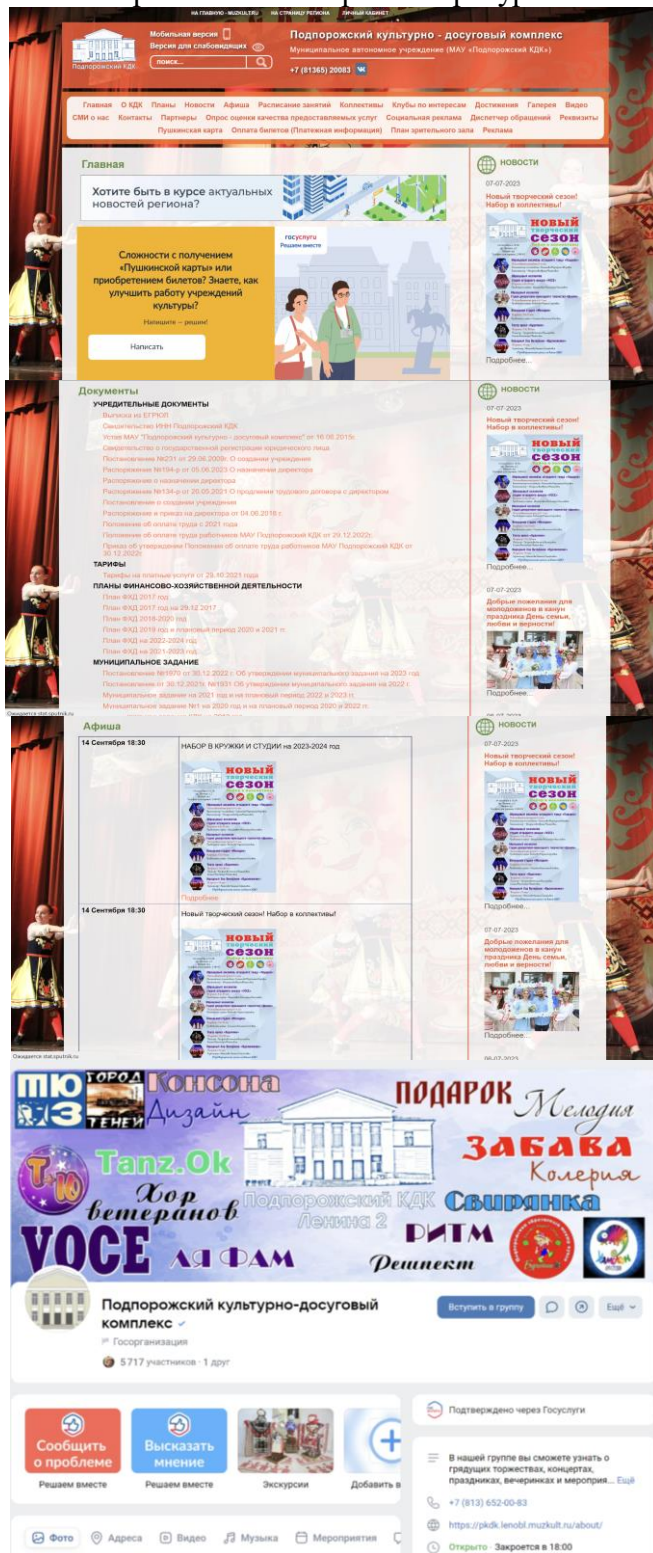 НА ГЛАВНУЮ - MUZKULT.RU НА СТРАНИЦУ РЕГИОНА ЛИЧНЫЙ КАБИНЕТ
Мобильная версия
Версия для слабовидящих
поиск...
Подпорожский КДК
Подпорожский культурно - досуговый комплекс
Муниципальное автономное учреждение (МАУ «Подпорожский КДК»)
+7 (81365) 20083
Главная О КДК Планы Новости Афиша Расписание занятий Коллективы Клубы по интересам Достижения Галерея Видео
СМИ о нас Контакты Партнеры Опрос оценки качества предоставляемых услуг Социальная реклама Диспетчер обращений Реквизиты
Пушкинская карта Оплата билетов (Платежная информация) План зрительного зала Реклама
Главная
Хотите быть в курсе актуальных
новостей региона?
Сложности с получением
«Пушкинской карты» или
приобретением билетов? Знаете, как
улучшить работу учреждений
культуры?
Напишите – решим!
Написать
госуслуги
Решаем вместе
НОВОСТИ
07-07-2023
Новый творческий сезон!
Набор в коллективы!
НОВЫЙ
творческий
сезон
Подробнее...
Документы
УЧРЕДИТЕЛЬНЫЕ ДОКУМЕНТЫ
Выписка из ЕГРЮЛ
Свидетельство ИНН Подпорожский КДК
Устав МАУ "Подпоровский культурно - досуговый комплекс" от 16.06.2015г.
Свидетельство о государственной регистрации юридического лица
Постановление №231 от 29.06.2009г. О создании учреждения
Распоряжение №194-р от 05.06.2023 О назначении директора
Распоряжение о назначении директора
Распоряжение №134-р от 20.05.2021 О продлении трудового договора с директором
Постановление о создании учреждения
Распоряжение и приказ на директора от 04.06.2018 г.
Положение об оплате труда с 2021 года
Положение об оплате труда работников МАУ Подпорожский КДК от 29.12.2022г.
Приказ об утверждении Положения об оплате труда работников МАУ Подпорожский КДК от
30.12.2022г.
ТАРИФЫ
Тарифы на платные услуги от 25.10.2021 года
ПЛАНЫ ФИНАНСОВО-ХОЗЯЙСТВЕННОЙ ДЕЯТЕЛЬНОСТИ
План ФХД 2017 год
План ФХД 2017 год на 29.12.2017
План ФХД 2018-2020 год
План ФХД 2019 год и плановый период 2020 и 2021 гг.
План ФХД на 2022-2024 год
План ФХД на 2021-2023 год
МУНИЦИПАЛЬНОЕ ЗАДАНИЕ
Постановление №1970 от 30.12.2022 г. Об утверждении муниципального задания на 2023 год
Постановление от 30.12.2021г. №1931 Об утверждении муниципального задания на 2022 г.
Муниципальное задание на 2021 год и на плановый период 2022 и 2023 гг.
Муниципальное задание №1 на 2020 год и на плановый период 2020 и 2022 гг.
Ожидается stat.sputnik.ru
НОВОСТИ
07-07-2023
Новый творческий сезон!
Набор в коллективы!
НОВЫЙ
творческий
сезон
Подробнее...
07-07-2023
Добрые пожелания для
молодоженов в канун
праздника День семьи,
любви и верности!
Подробнее...
06-07-2023
Афиша
14 Сентября 18:30
НАБОР В КРУЖКИ И СТУДИИ на 2023-2024 год
НОВЫЙ
творческий
сезон
Подробнее
14 Сентября 18:30
Новый творческий сезон! Набор в коллективы!
НОВЫЙ
творческий
сезон
Ожидается stat.sputnik.ru
НОВОСТИ
07-07-2023
Новый творческий сезон!
Набор в коллективы!
НОВЫЙ
творческий
сезон
Подробнее...
07-07-2023
Добрые пожелания для
молодоженов в канун
праздника День семьи,
любви и верности!
Подробнее...
06-07-2023
ТЮЗ
ГОРОД
ТЕНЕЙ
Консона
Дизайн
ПОДАРОК
Мелодия
ЗАБАВА
Колерия
Т+Ю
Tanz.Ok
Хор
ветеранов
Подпорожский КДК
Ленина 2
Свирянка
VOCE
ЛЯ ФАМ
РИТМ
Решпект
Подпорожский культурно-досуговый
комплекс
Госорганизация
5 717 участников · 1 друг
Вступить в группу
Ещё
Сообщить
о проблеме
Высказать
мнение
Решаем вместе
Решаем вместе
Экскурсии
Добавить в
Подтверждено через Госуслуги
В нашей группе вы сможете узнать о
грядущих торжествах, концертах,
праздниках, вечеринках и мероприя... Ещё
+7 (813) 652-00-83
https://pkdk.lenobl.muzkult.ru/about/
Открыто · Закроется в 18:00
Фото Адреса Видео Музыка Мероприятия